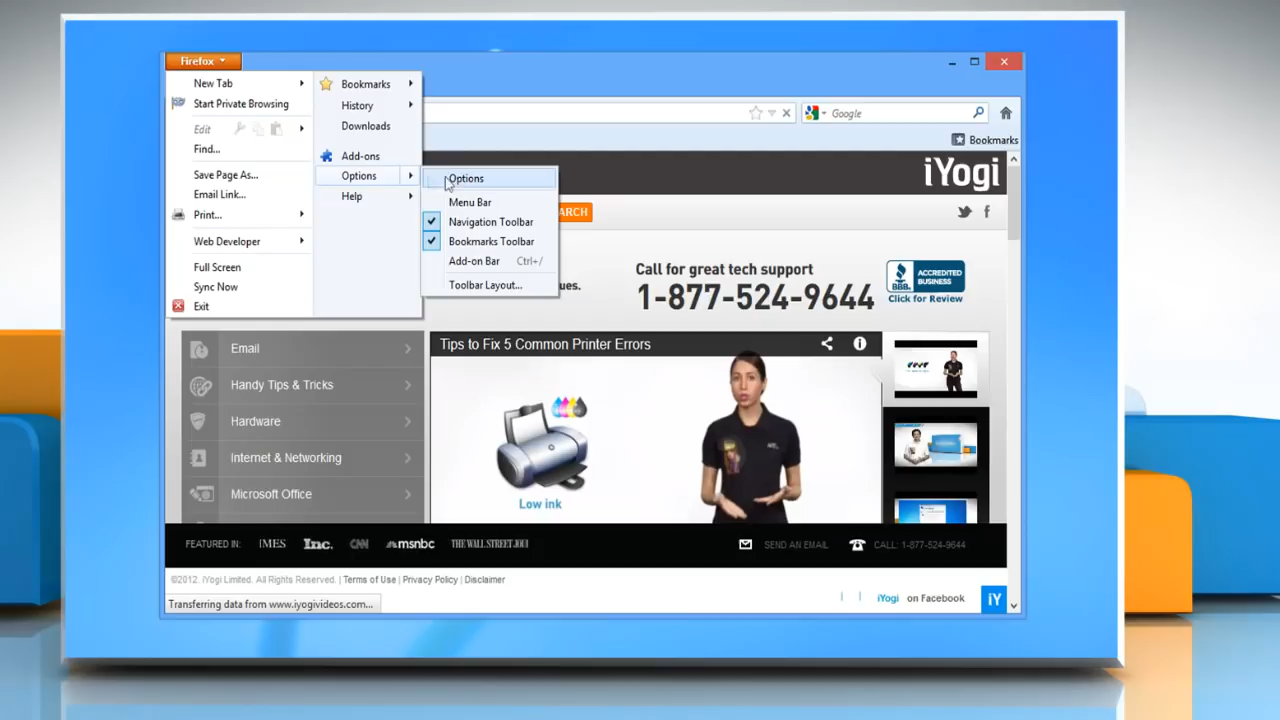 Firefox
New Tab
Start Private Browsing
Edit
Find...
Save Page As...
Email Link...
Print...
Web Developer
Full Screen
Sync Now
Exit
Bookmarks
History
Downloads
Add-ons
Options
Help
Options
Menu Bar
Navigation Toolbar
Bookmarks Toolbar
Add-on Bar Ctrl+/
Toolbar Layout...
Google
Bookmarks
iYogi
ARCH
ues.
Call for great tech support
1-877-524-9644
BBB
ACCREDITED
BUSINESS
Click for Review
Email
Handy Tips & Tricks
Hardware
Internet & Networking
Microsoft Office
Tips to Fix 5 Common Printer Errors
Low ink
FEATURED IN: IMES Inc. CNN msnbc THE WALL STREET JOU
SEND AN EMAIL CALL: 1-877-524-9644
©2012. iYogi Limited. All Rights Reserved. | Terms of Use | Privacy Policy | Disclaimer
iYogi on Facebook iY
Transferring data from www.iyogivideos.com...